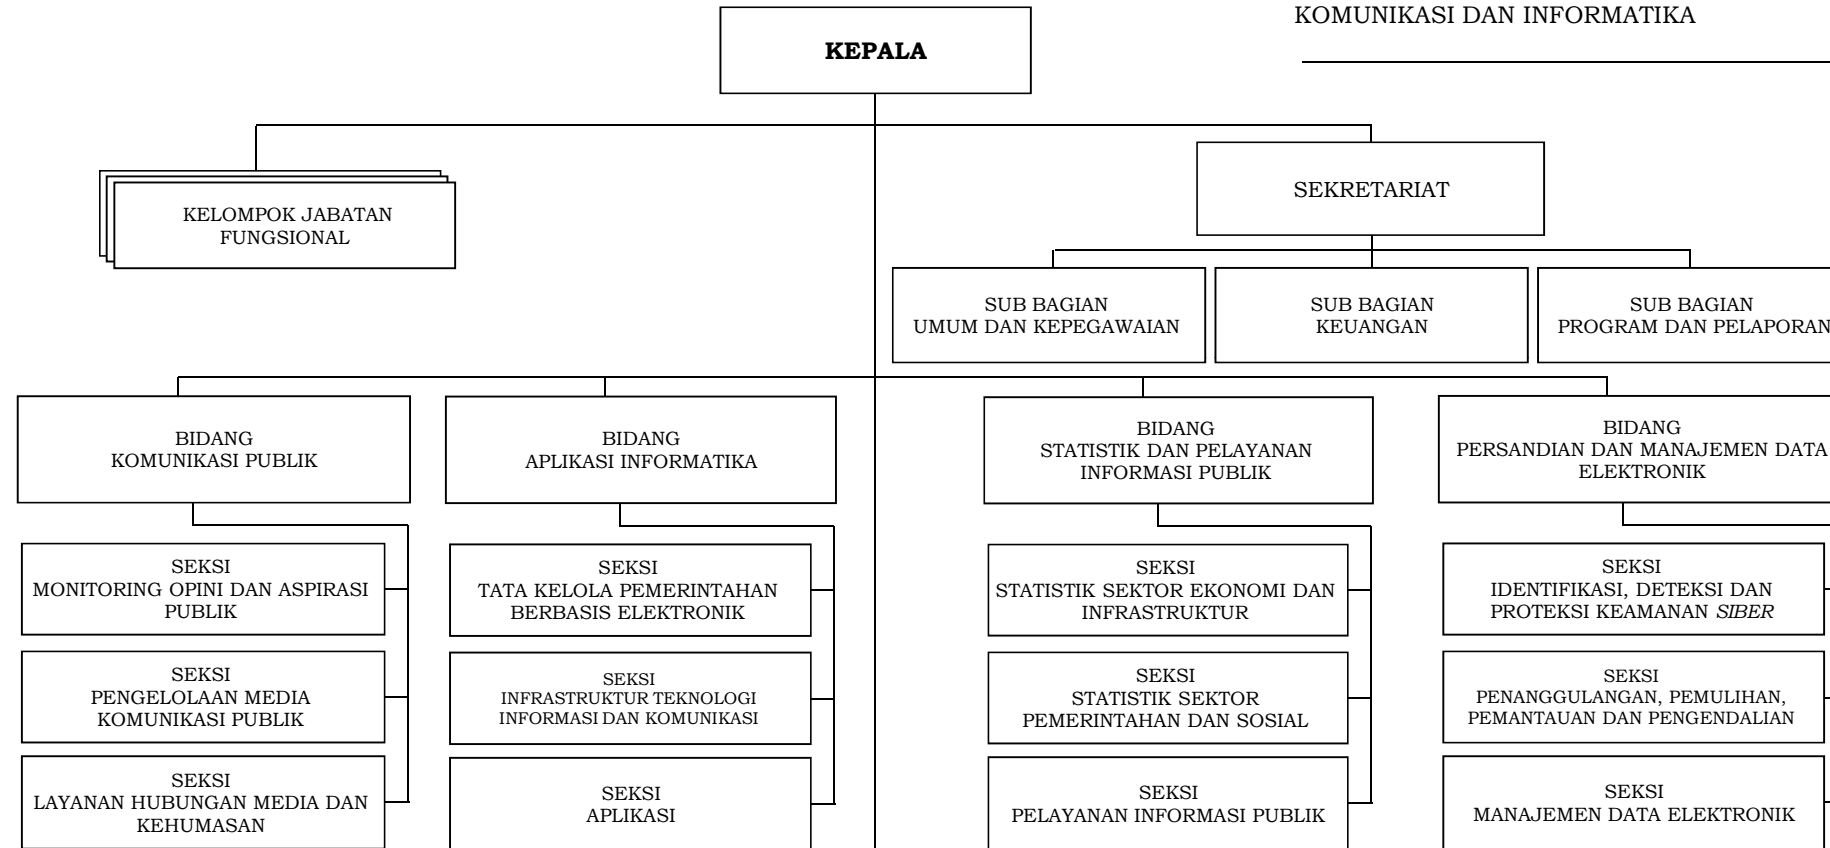 KOMUNIKASI DAN INFORMATIKA
KEPALA
SEKRETARIAT
KELOMPOK JABATAN
FUNGSIONAL
SUB BAGIAN
UMUM DAN KEPEGAWAIAN
SUB BAGIAN
KEUANGAN
SUB BAGIAN
PROGRAM DAN PELAPORAN
BIDANG
KOMUNIKASI PUBLIK
BIDANG
APLIKASI INFORMATIKA
BIDANG
STATISTIK DAN PELAYANAN
INFORMASI PUBLIK
BIDANG
PERSANDIAN DAN MANAJEMEN DATA
ELEKTRONIK
SEKSI
MONITORING OPINI DAN ASPIRASI
PUBLIK
SEKSI
TATA KELOLA PEMERINTAHAN
BERBASIS ELEKTRONIK
SEKSI
STATISTIK SEKTOR EKONOMI DAN
INFRASTRUKTUR
SEKSI
IDENTIFIKASI, DETEKSI DAN
PROTEKSI KEAMANAN SIBER
SEKSI
PENGELOLAAN MEDIA
KOMUNIKASI PUBLIK
SEKSI
INFRASTRUKTUR TEKNOLOGI
INFORMASI DAN KOMUNIKASI
SEKSI
STATISTIK SEKTOR
PEMERINTAHAN DAN SOSIAL
SEKSI
PENANGGULANGAN, PEMULIHAN,
PEMANTAUAN DAN PENGENDALIAN
SEKSI
LAYANAN HUBUNGAN MEDIA DAN
KEHUMASAN
SEKSI
APLIKASI
SEKSI
PELAYANAN INFORMASI PUBLIK
SEKSI
MANAJEMEN DATA ELEKTRONIK